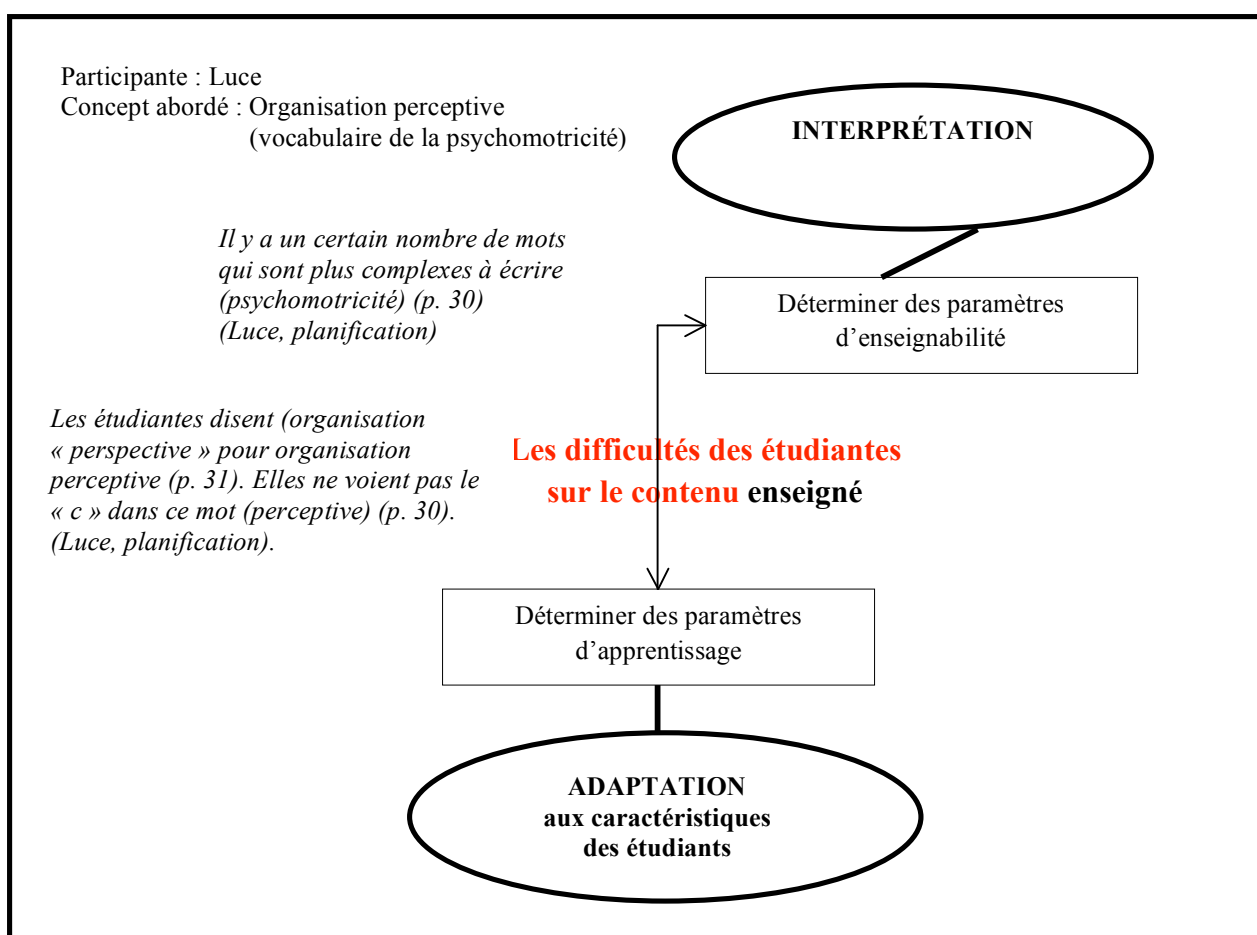 Participante : Luce
Concept abordé : Organisation perceptive
(vocabulaire de la psychomotricité)
INTERPRÉTATION
Il y a un certain nombre de mots
qui sont plus complexes à écrire
(psychomotricité) (p. 30)
(Luce, planification)
Déterminer des paramètres
d’enseignabilité
Les étudiantes disent (organisation
« perspective » pour organisation
perceptive (p. 31). Elles ne voient pas le
« c » dans ce mot (perceptive) (p. 30).
(Luce, planification).
Les difficultés des étudiantes
sur le contenu enseigné
Déterminer des paramètres
d’apprentissage
ADAPTATION
aux caractéristiques
des étudiants